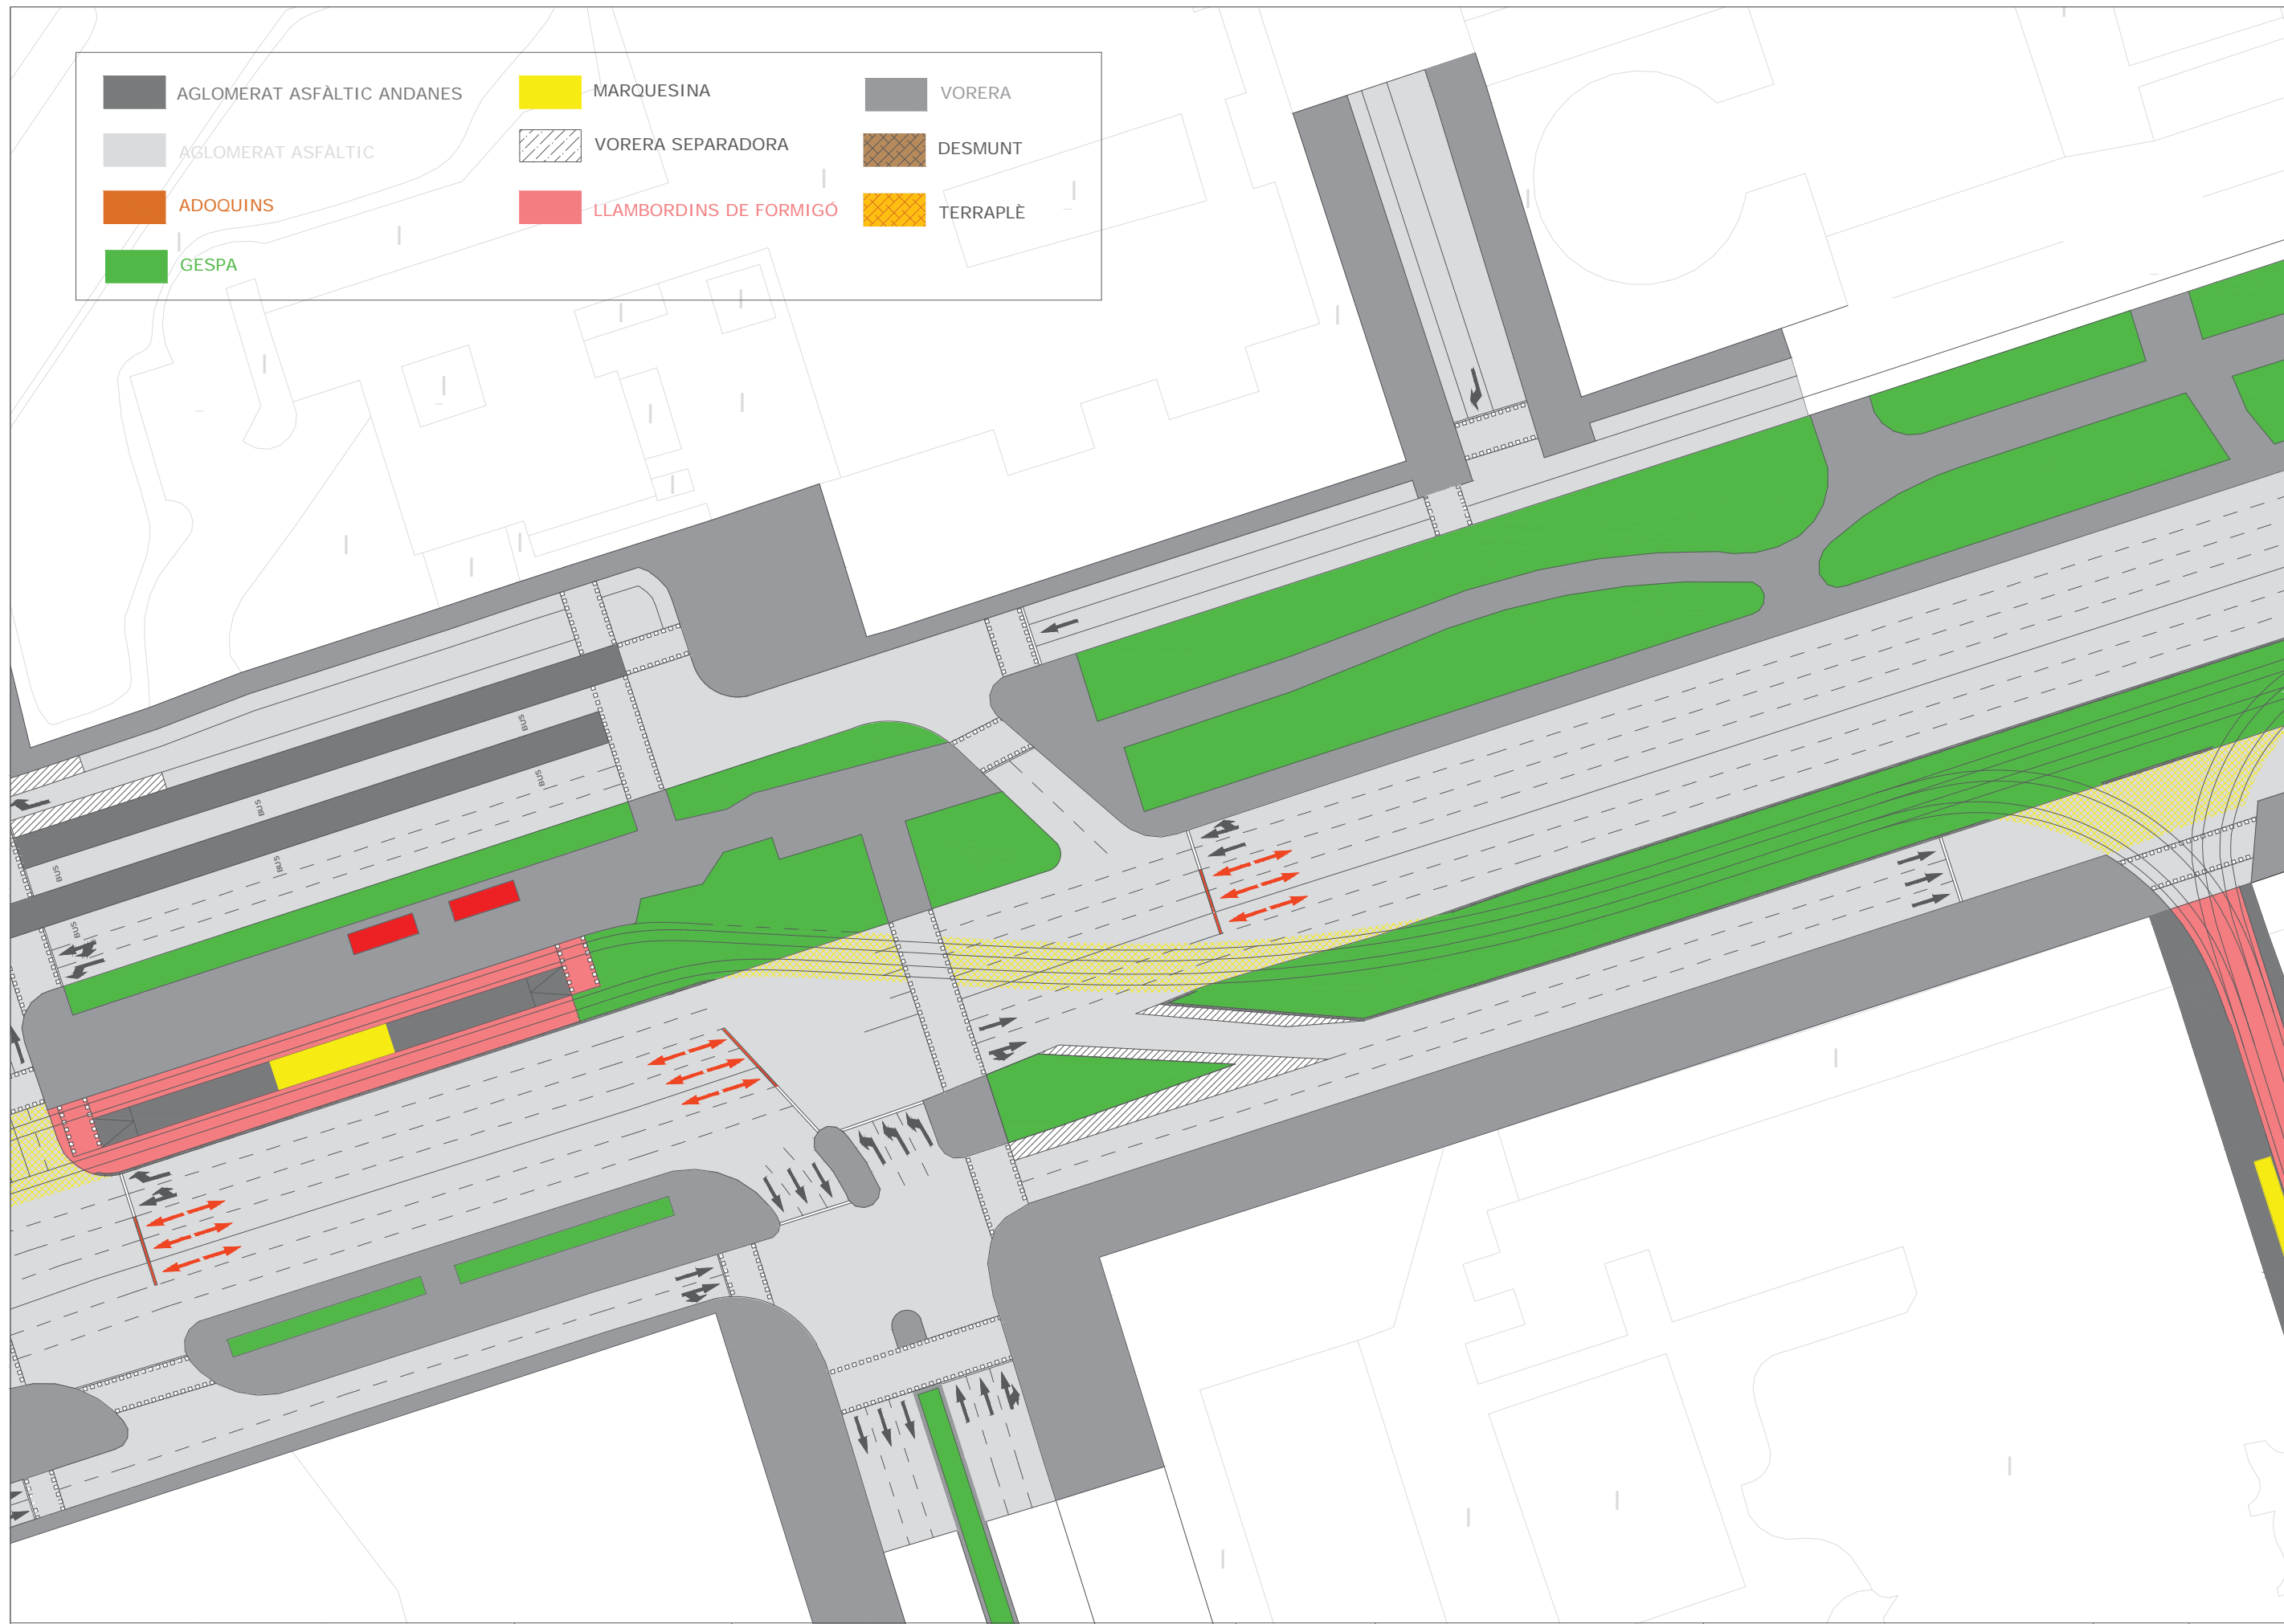 AGLOMERAT ASFÀLTIC ANDANES
MARQUESINA
VORERA
AGLOMERAT ASFÀLTIC
VORERA SEPARADORA
DESMUNT
ADOQUINS
LLAMBORDINS DE FORMIGÓ
TERRAPLÈ
GESPA
BUS
BUS
BUS
BUS
BUS
BUS